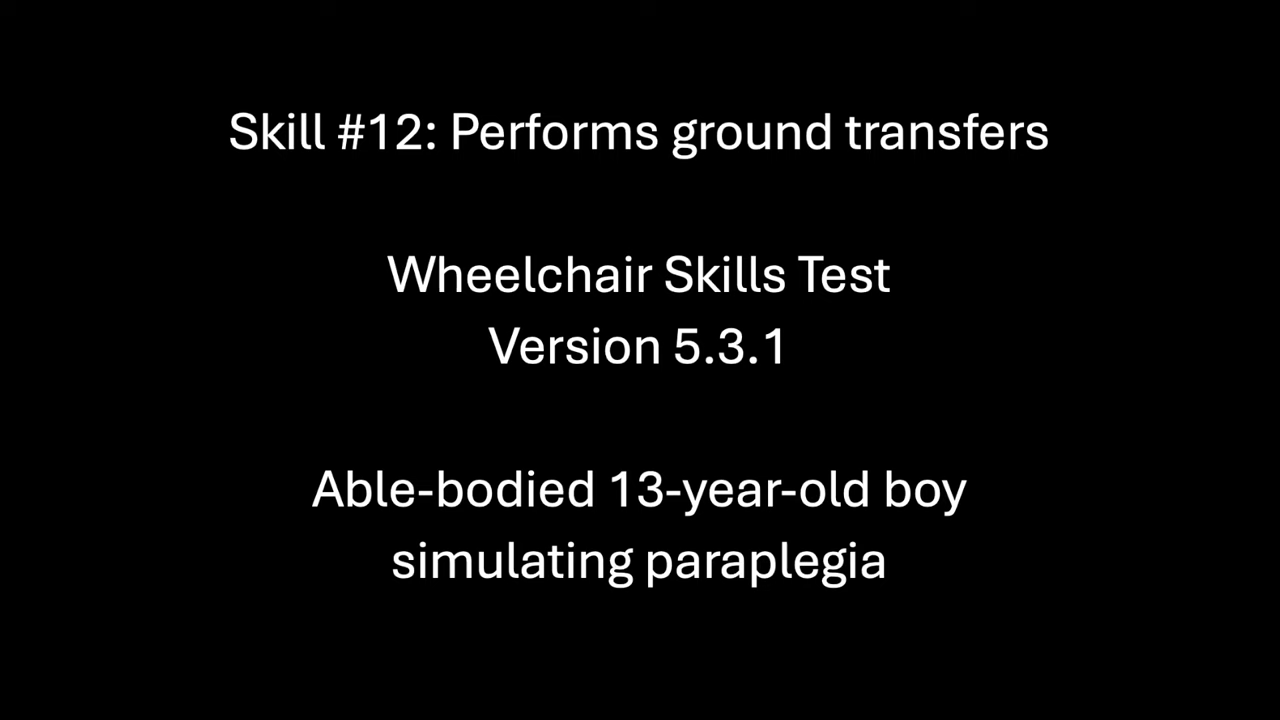 Skill #12: Performs ground transfers
Wheelchair Skills Test
Version 5.3.1
Able-bodied 13-year-old boy
simulating paraplegia